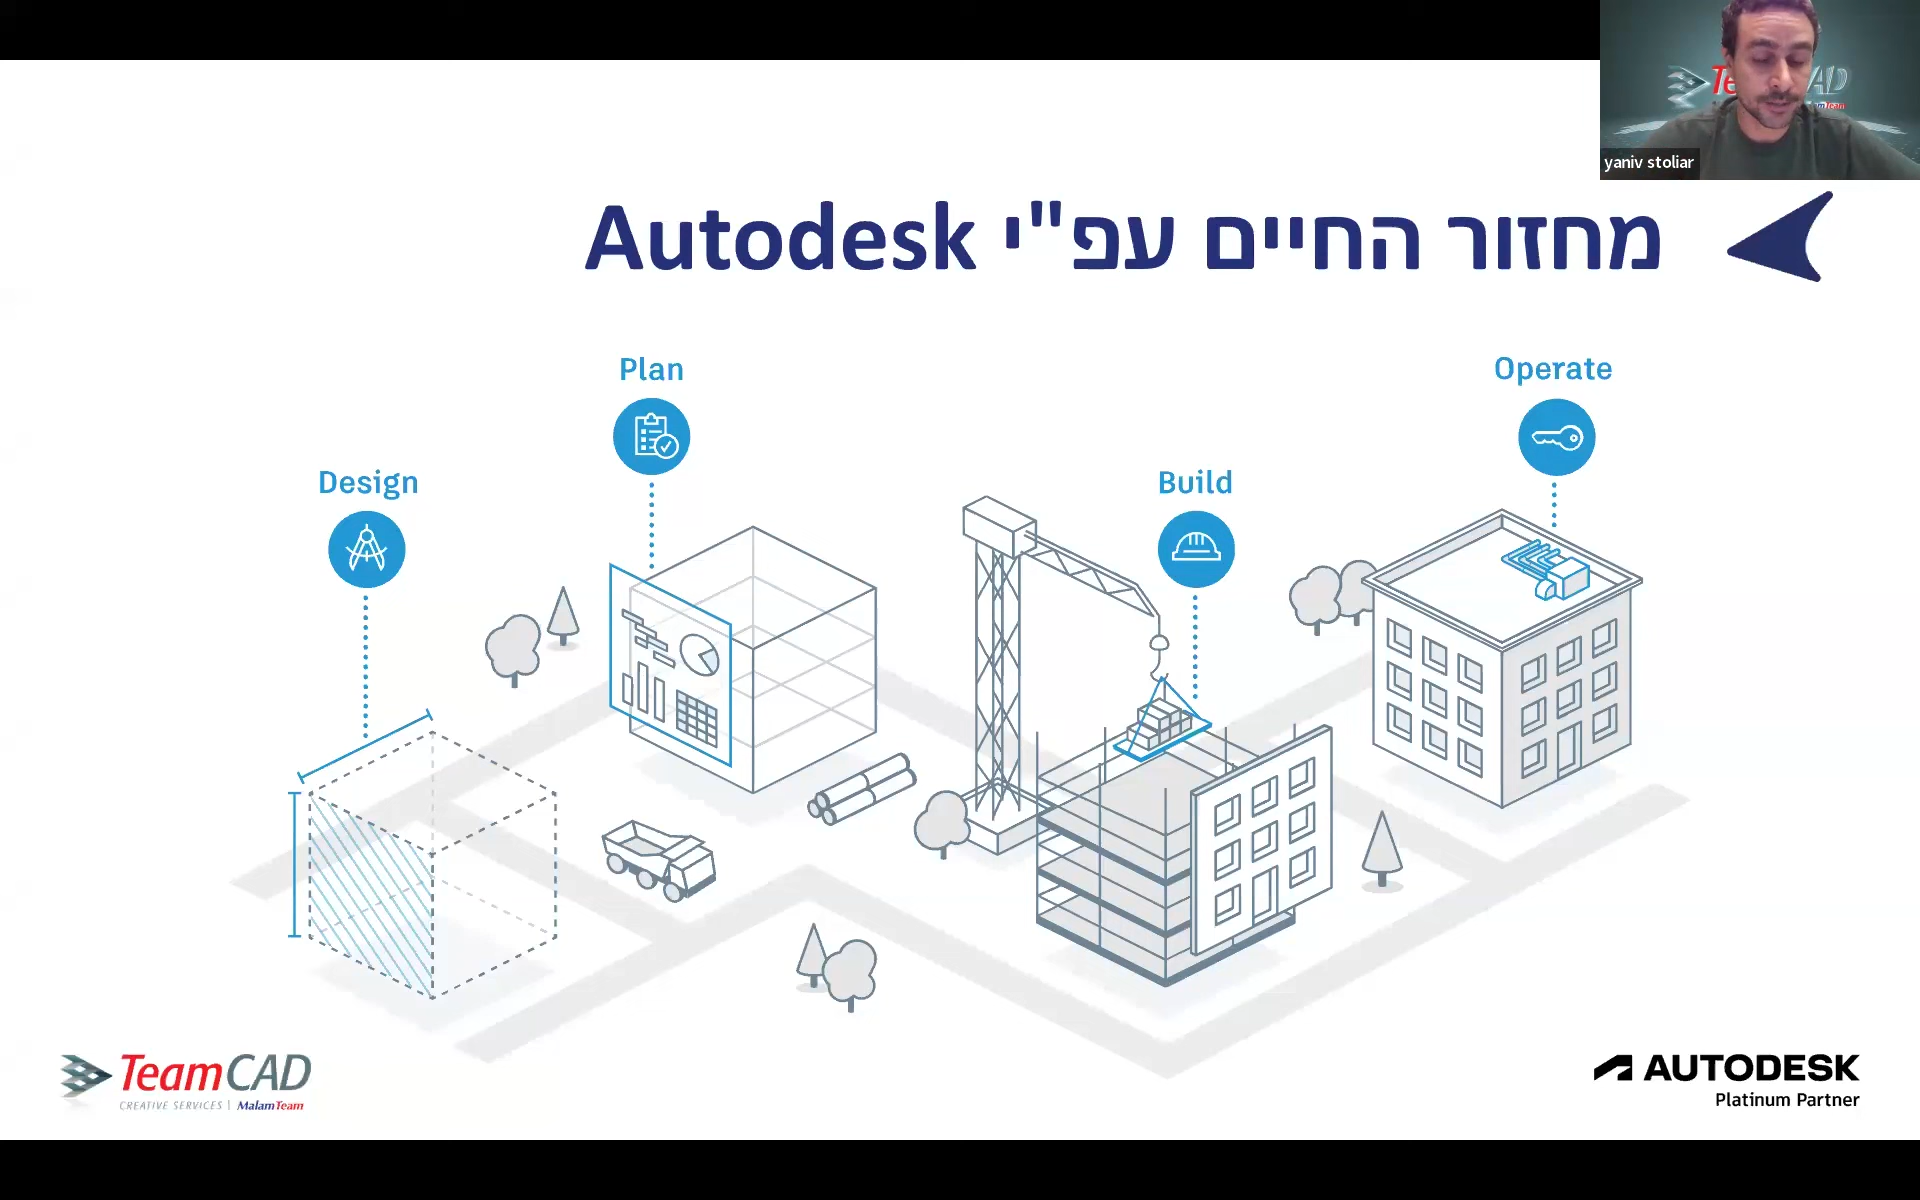 yaniv stoliar
מחזור החיים עפ"י Autodesk
Plan
Operate
Design
Build
TeamCAD
CREATIVE SERVICES | MalamTeam
AUTODESK
Platinum Partner